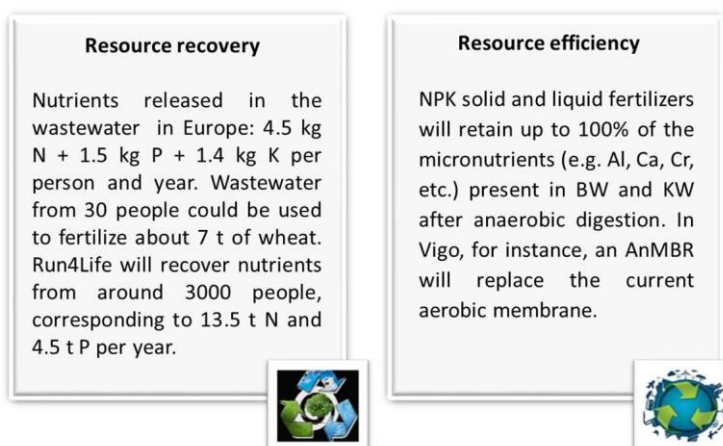 Resource recovery
Nutrients released in the
wastewater in Europe: 4.5 kg
N + 1.5 kg P + 1.4 kg K per
person and year. Wastewater
from 30 people could be used
to fertilize about 7 t of wheat.
Run4Life will recover nutrients
from around 3000 people,
corresponding to 13.5 t N and
4.5 t P per year.
Resource efficiency
NPK solid and liquid fertilizers
will retain up to 100% of the
micronutrients (e.g. Al, Ca, Cr,
etc.) present in BW and KW
after anaerobic digestion. In
Vigo, for instance, an AnMBR
will replace the current
aerobic membrane.